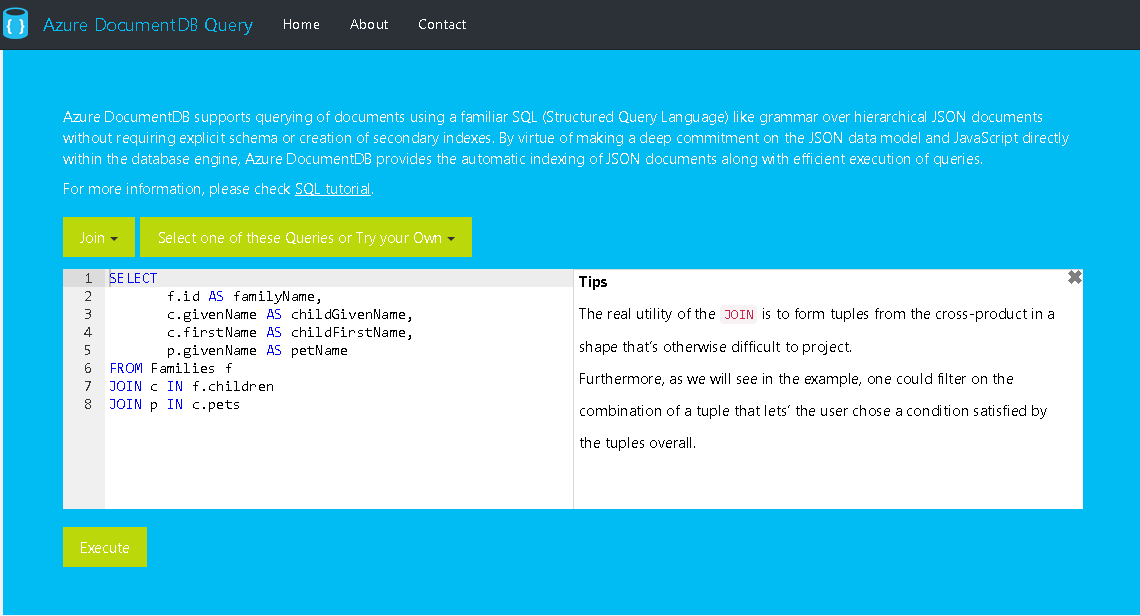 Azure DocumentDB Query Home About Contact
Azure DocumentDB supports querying of documents using a familiar SQL (Structured Query Language) like grammar over hierarchical JSON documents
without requiring explicit schema or creation of secondary indexes. By virtue of making a deep commitment on the JSON data model and JavaScript directly
within the database engine, Azure DocumentDB provides the automatic indexing of JSON documents along with efficient execution of queries.
For more information, please check SQL tutorial.
Join Select one of these Queries or Try your Own
1 SELECT
2 f.id AS familyName,
3 c.givenName AS childGivenName,
4 c.firstName AS childFirstName,
5 p.givenName AS petName
6 FROM Families f
7 JOIN c IN f.children
8 JOIN p IN c.pets
Tips
The real utility of the JOIN is to form tuples from the cross-product in a
shape that's otherwise difficult to project.
Furthermore, as we will see in the example, one could filter on the
combination of a tuple that lets' the user chose a condition satisfied by
the tuples overall.
Execute